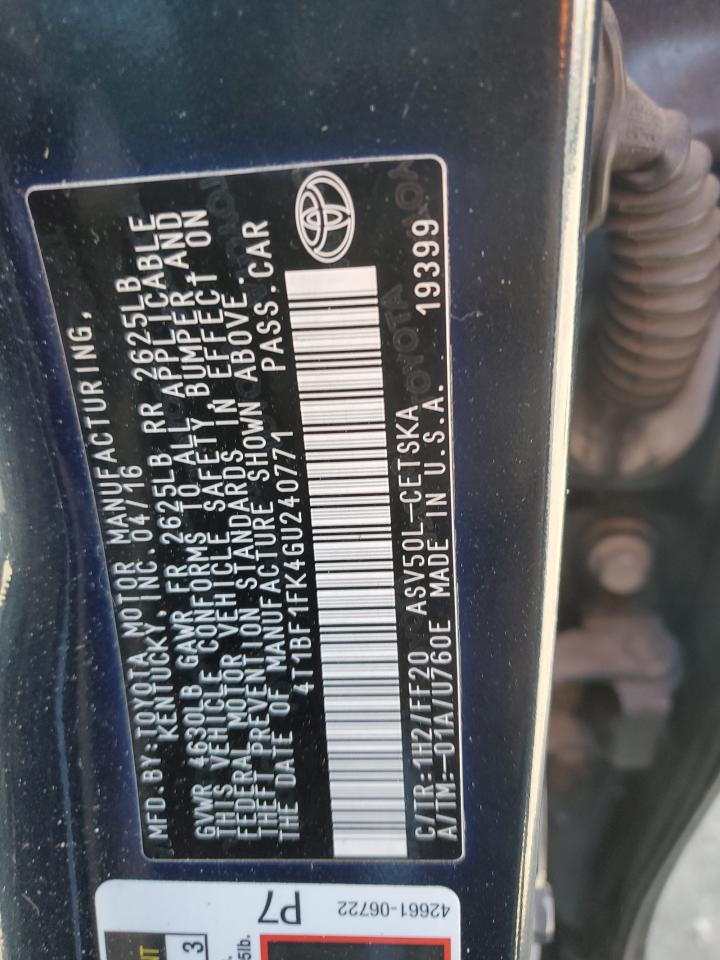 MFD.BY:TOYOTA MOTOR MANUFACTURING,
KENTUCKY, INC. 04/16
GVWR 4630LB GAWR FR 2625LB RR 2625LB
THIS VEHICLE CONFORMS TO ALL APPLICABLE
FEDERAL MOTOR VEHICLE SAFETY BUMPER AND
THEFT PREVENTION STANDARDS IN EFFECT ON
THE DATE OF MANUFACTURE SHOWN ABOVE.
4T1BF1FK4GU240771 PASS.CAR
C/TR:1H2/FF20 ASV50L-CETSKA 19399
A/TM:-01A/U760E MADE IN U.S.A.
TOYOTA
P7
42661-06722
3
5lb.